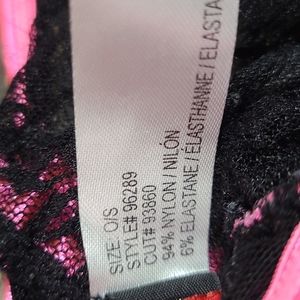 SIZE: O/S
STYLE# 96289
CUT# 93860
94% NYLON / NILÓN
6% ELASTANE / ÉLASTHANNE / ELASTA